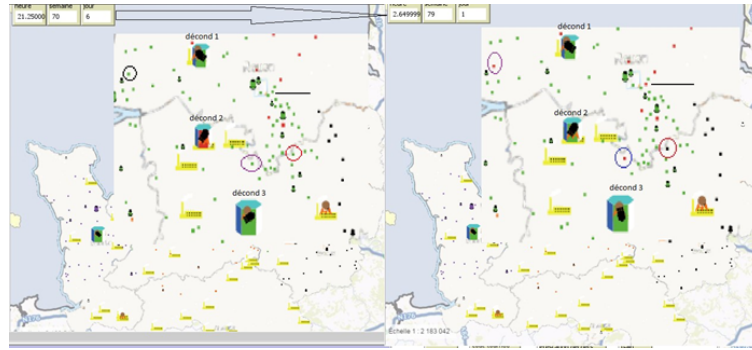 heure semaine jour
21.25000 70 6
décond 1
décond 2
décond 3
heure semaine jour
2.649999 79 1
décond 1
décond 2
décond 3
Echelle 1 : 2 183 042